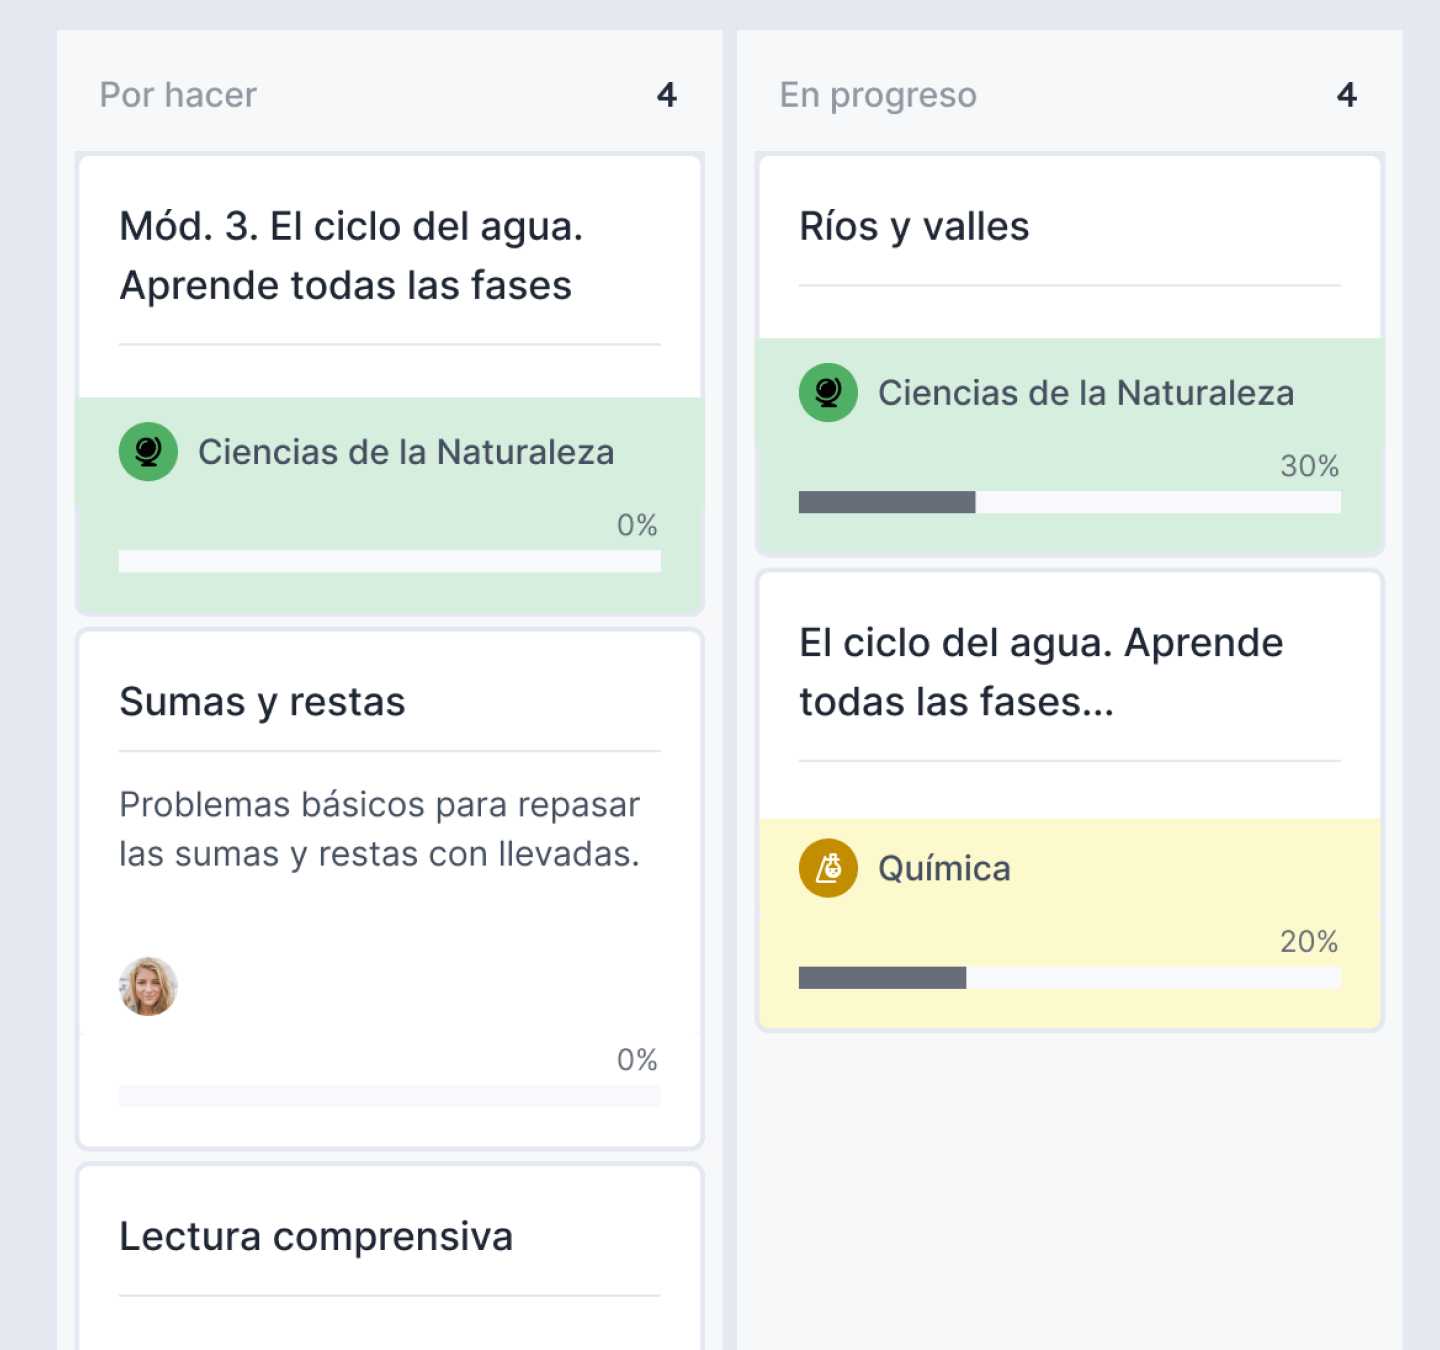 Por hacer
4
Mód. 3. El ciclo del agua.
Aprende todas las fases
Ciencias de la Naturaleza
0%
Sumas y restas
Problemas básicos para repasar
las sumas y restas con llevadas.
0%
Lectura comprensiva
En progreso
4
Ríos y valles
Ciencias de la Naturaleza
30%
El ciclo del agua. Aprende
todas las fases...
Química
20%